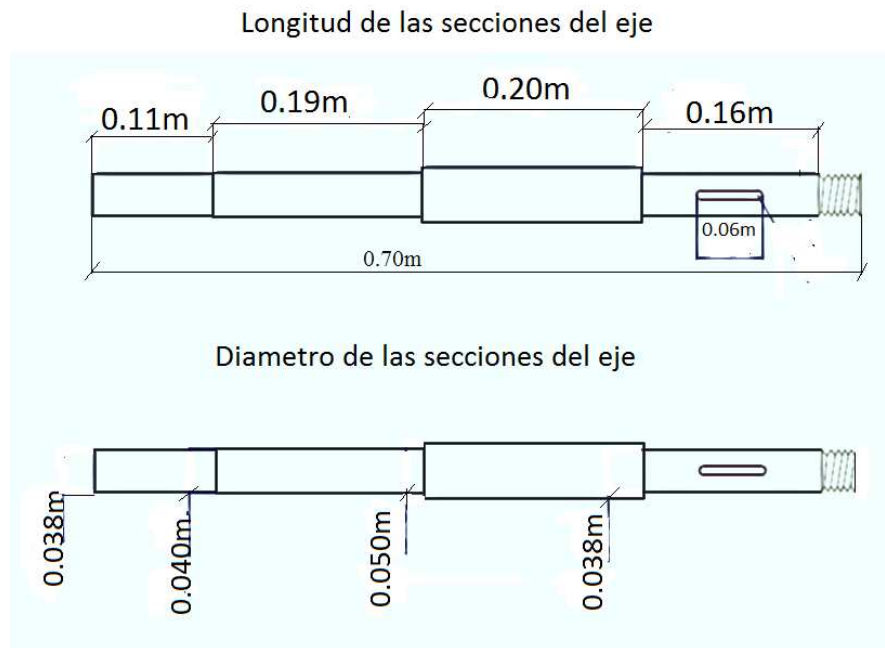 Longitud de las secciones del eje
0.11m
0.19m
0.20m
0.16m
0.06m
0.70m
Diametro de las secciones del eje
0.038m
0.040m
0.050m
0.038m